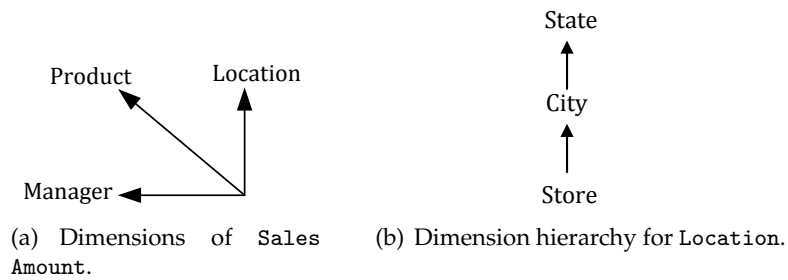 Product
Location
Manager
(a) Dimensions of Sales
Amount.
State
City
Store
(b) Dimension hierarchy for Location.